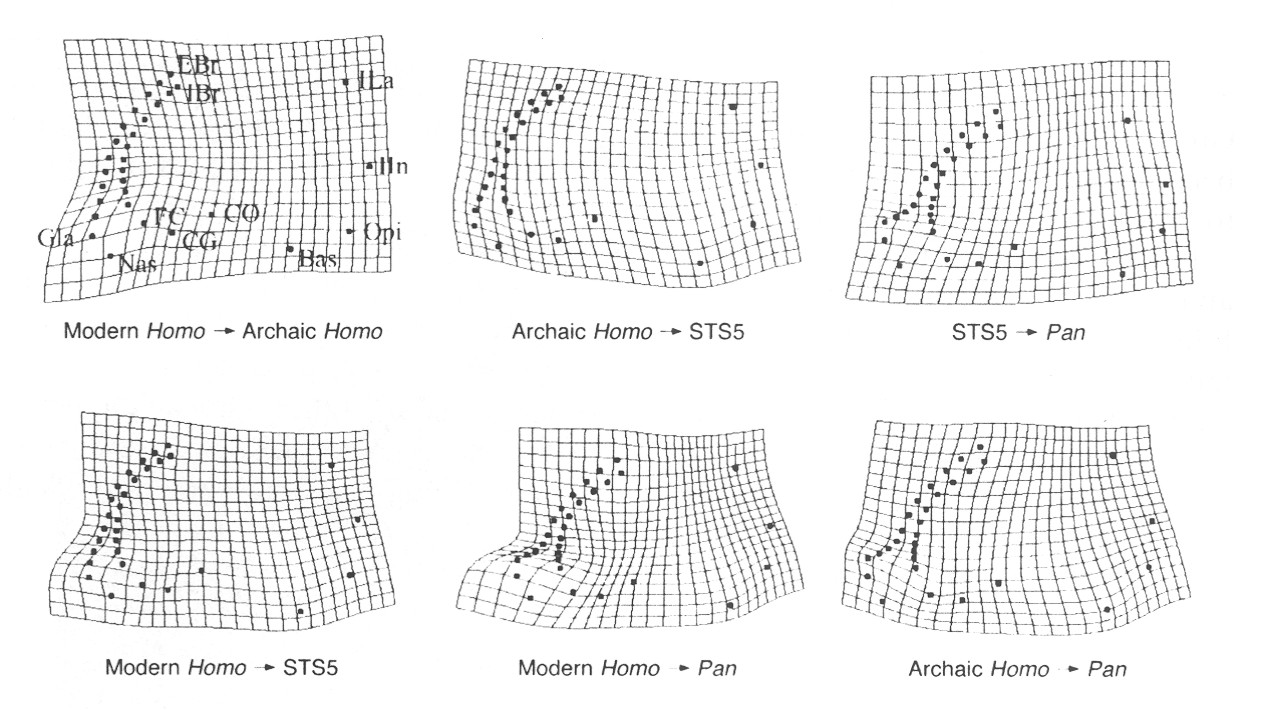 EBr
IBr
ILa
IIn
FC CO
Gla CG Opi
Nas Bas
Modern Homo → Archaic Homo
Archaic Homo → STS5
STS5 → Pan
Modern Homo → STS5
Modern Homo → Pan
Archaic Homo → Pan